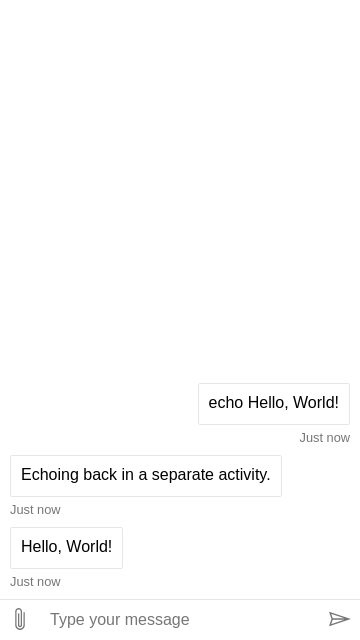 echo Hello, World!
Just now
Echoing back in a separate activity.
Just now
Hello, World!
Just now
Type your message